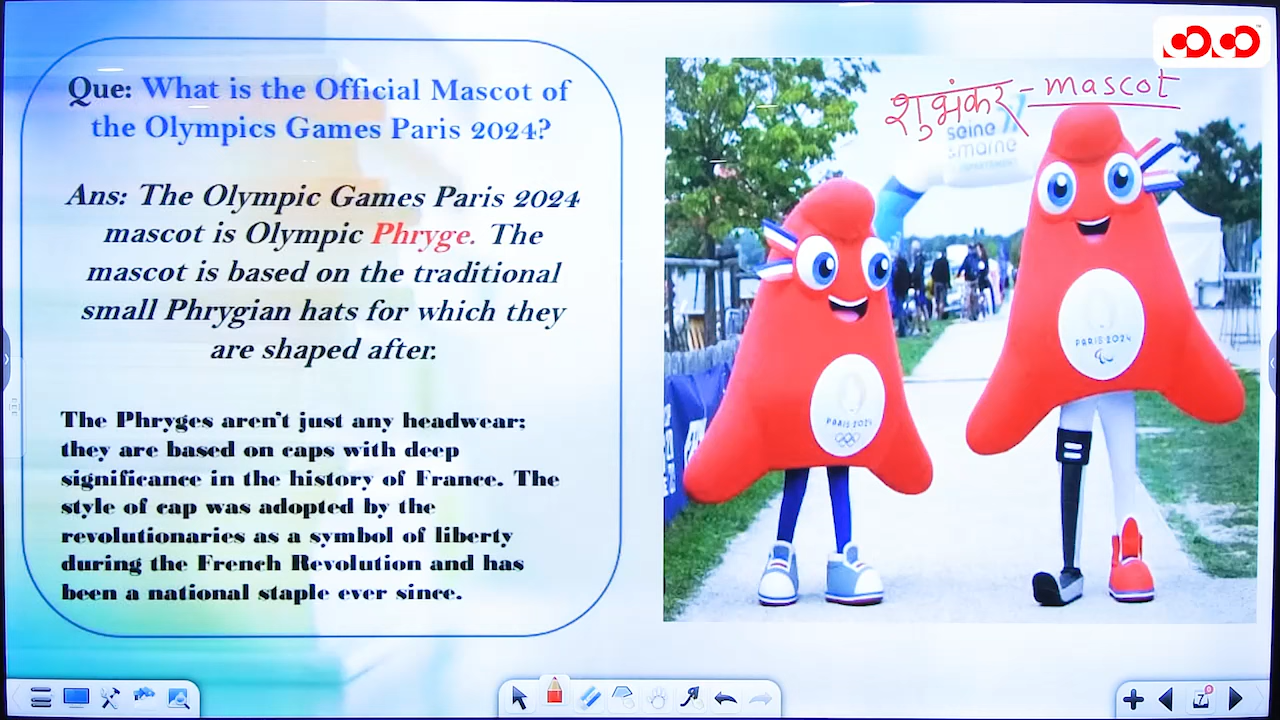 Que: What is the Official Mascot of
the Olympics Games Paris 2024?
Ans: The Olympic Games Paris 2024
mascot is Olympic Phryge. The
mascot is based on the traditional
small Phrygian hats for which they
are shaped after.
The Phryges aren't just any headwear;
they are based on caps with deep
significance in the history of France. The
style of cap was adopted by the
revolutionaries as a symbol of liberty
during the French Revolution and has
been a national staple ever since.
शुभंकर - mascot
seine 77
& marne
DEPARTMENT
PARIS 2024
PARIS 2024
7